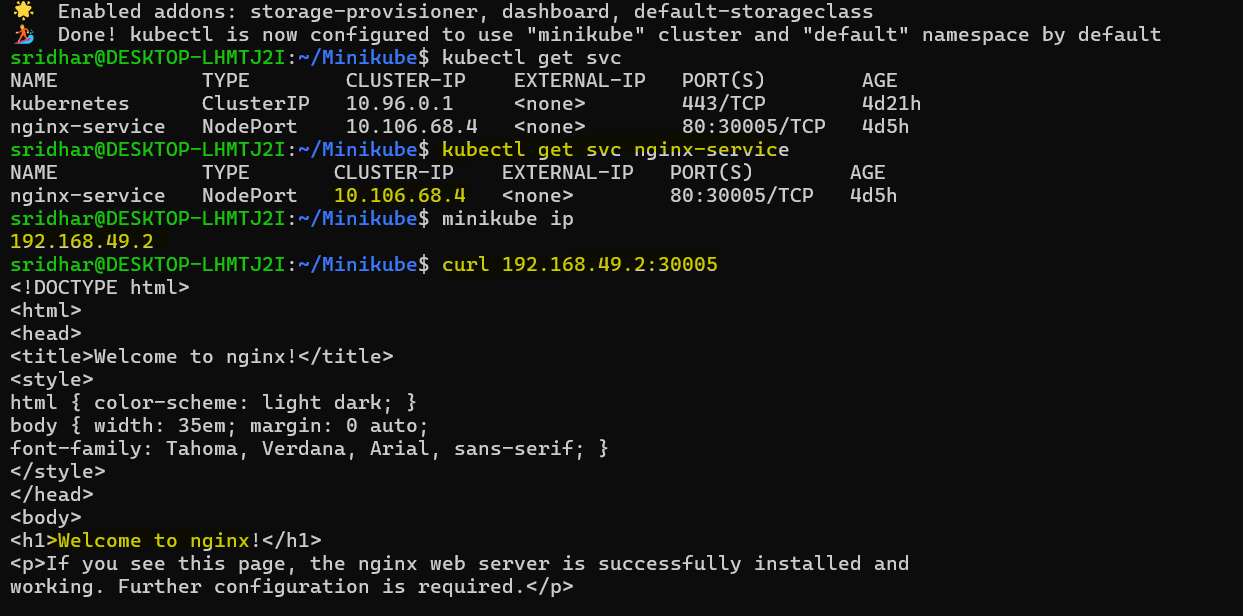 🌟  Enabled addons: storage-provisioner, dashboard, default-storageclass
🏄  Done! kubectl is now configured to use "minikube" cluster and "default" namespace by default
sridhar@DESKTOP-LHMTJ2I:~/Minikube$ kubectl get svc
NAME            TYPE        CLUSTER-IP    EXTERNAL-IP   PORT(S)        AGE
kubernetes      ClusterIP   10.96.0.1     <none>        443/TCP        4d21h
nginx-service   NodePort    10.106.68.4   <none>        80:30005/TCP   4d5h
sridhar@DESKTOP-LHMTJ2I:~/Minikube$ kubectl get svc nginx-service
NAME            TYPE       CLUSTER-IP    EXTERNAL-IP   PORT(S)        AGE
nginx-service   NodePort   10.106.68.4   <none>        80:30005/TCP   4d5h
sridhar@DESKTOP-LHMTJ2I:~/Minikube$ minikube ip
192.168.49.2
sridhar@DESKTOP-LHMTJ2I:~/Minikube$ curl 192.168.49.2:30005
<!DOCTYPE html>
<html>
<head>
<title>Welcome to nginx!</title>
<style>
html { color-scheme: light dark; }
body { width: 35em; margin: 0 auto;
font-family: Tahoma, Verdana, Arial, sans-serif; }
</style>
</head>
<body>
<h1>Welcome to nginx!</h1>
<p>If you see this page, the nginx web server is successfully installed and
working. Further configuration is required.</p>